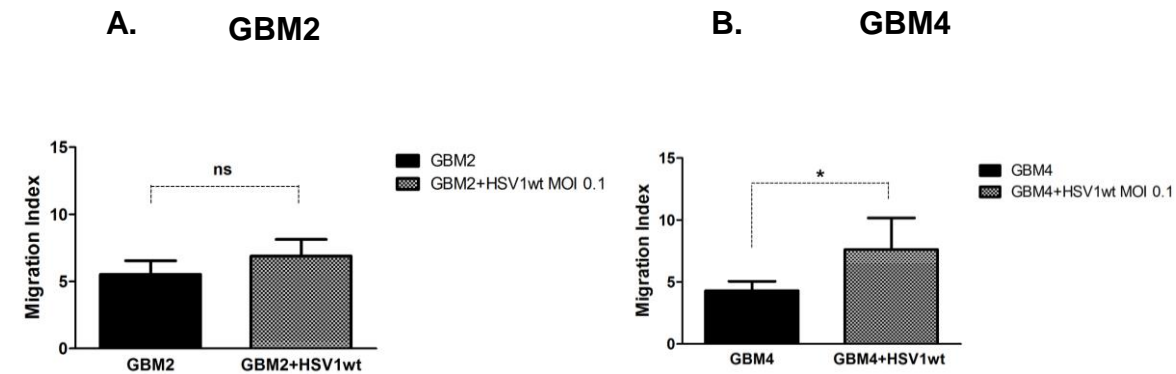 A. GBM2
15
10
5
0
Migration Index
ns
GBM2
GBM2+HSV1wt
GBM2
GBM2+HSV1wt MOI 0.1
B. GBM4
15
10
5
0
Migration Index
*
GBM4
GBM4+HSV1wt
GBM4
GBM4+HSV1wt MOI 0.1